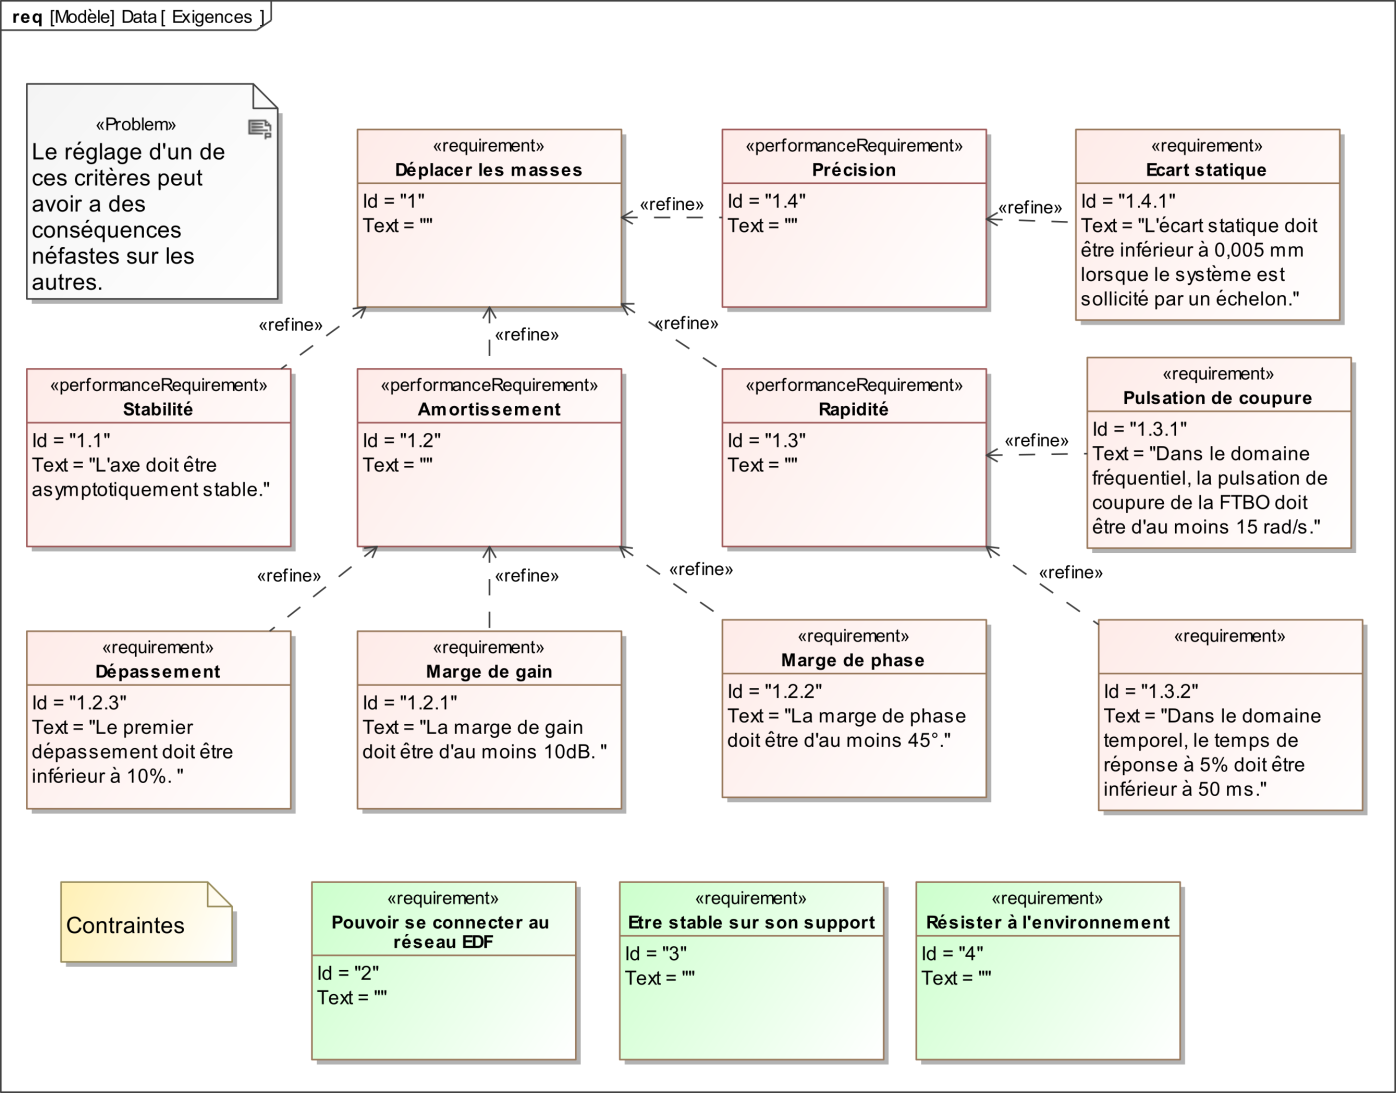 req [Modèle] Data [ Exigences ]
«Problem»
Le réglage d'un de
ces critères peut
avoir a des
conséquences
néfastes sur les
autres.
«requirement»
Déplacer les masses
Id = "1"
Text = ""
«refine»
«performanceRequirement»
Précision
Id = "1.4"
Text = ""
«refine»
«requirement»
Ecart statique
Id = "1.4.1"
Text = "L'écart statique doit
être inférieur à 0,005 mm
lorsque le système est
sollicité par un échelon."
«refine»
«refine»
«refine»
«performanceRequirement»
Stabilité
Id = "1.1"
Text = "L'axe doit être
asymptotiquement stable."
«performanceRequirement»
Amortissement
Id = "1.2"
Text = ""
«performanceRequirement»
Rapidité
Id = "1.3"
Text = ""
«refine»
«requirement»
Pulsation de coupure
Id = "1.3.1"
Text = "Dans le domaine
fréquentiel, la pulsation de
coupure de la FTBO doit
être d'au moins 15 rad/s."
«refine»
«refine»
«refine»
«refine»
«requirement»
Dépassement
Id = "1.2.3"
Text = "Le premier
dépassement doit être
inférieur à 10%. "
«requirement»
Marge de gain
Id = "1.2.1"
Text = "La marge de gain
doit être d'au moins 10dB. "
«requirement»
Marge de phase
Id = "1.2.2"
Text = "La marge de phase
doit être d'au moins 45°."
«requirement»
Id = "1.3.2"
Text = "Dans le domaine
temporel, le temps de
réponse à 5% doit être
inférieur à 50 ms."
Contraintes
«requirement»
Pouvoir se connecter au
réseau EDF
Id = "2"
Text = ""
«requirement»
Etre stable sur son support
Id = "3"
Text = ""
«requirement»
Résister à l'environnement
Id = "4"
Text = ""